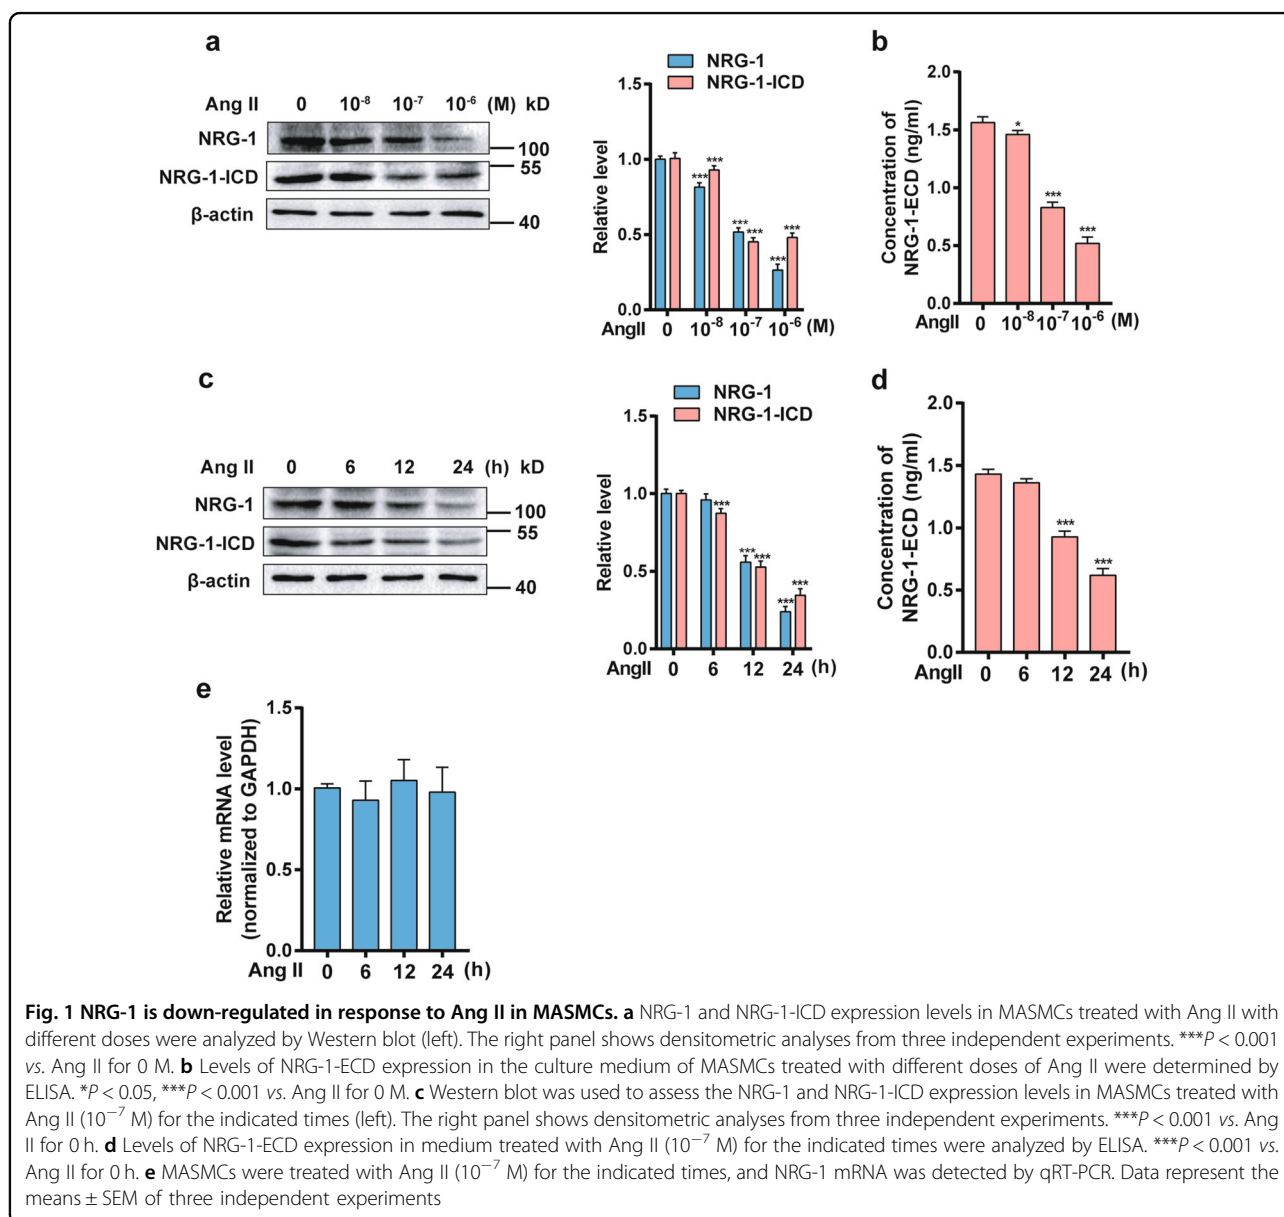 a
Ang II 0 10⁻⁸ 10⁻⁷ 10⁻⁶ (M) kD
NRG-1
100
55
NRG-1-ICD
β-actin
40
NRG-1
NRG-1-ICD
Relative level
1.5
1.0
0.5
0.0
*** *** *** *** *** ***
AngII 0 10⁻⁸ 10⁻⁷ 10⁻⁶ (M)
b
Concentration of
NRG-1-ECD (ng/ml)
2.0
1.5
1.0
0.5
0.0
* *** ***
AngII 0 10⁻⁸ 10⁻⁷ 10⁻⁶ (M)
c
Ang II 0 6 12 24 (h) kD
NRG-1
100
55
NRG-1-ICD
β-actin
40
NRG-1
NRG-1-ICD
Relative level
1.5
1.0
0.5
0.0
*** *** *** *** ***
AngII 0 6 12 24 (h)
d
Concentration of
NRG-1-ECD (ng/ml)
2.0
1.5
1.0
0.5
0.0
*** ***
AngII 0 6 12 24 (h)
e
Relative mRNA level
(normalized to GAPDH)
1.5
1.0
0.5
0.0
Ang II 0 6 12 24 (h)
Fig. 1 NRG-1 is down-regulated in response to Ang II in MASMCs. a NRG-1 and NRG-1-ICD expression levels in MASMCs treated with Ang II with
different doses were analyzed by Western blot (left). The right panel shows densitometric analyses from three independent experiments. ***P < 0.001
vs. Ang II for 0 M. b Levels of NRG-1-ECD expression in the culture medium of MASMCs treated with different doses of Ang II were determined by
ELISA. *P < 0.05, ***P < 0.001 vs. Ang II for 0 M. c Western blot was used to assess the NRG-1 and NRG-1-ICD expression levels in MASMCs treated with
Ang II (10⁻⁷ M) for the indicated times (left). The right panel shows densitometric analyses from three independent experiments. ***P < 0.001 vs. Ang
II for 0 h. d Levels of NRG-1-ECD expression in medium treated with Ang II (10⁻⁷ M) for the indicated times were analyzed by ELISA. ***P < 0.001 vs.
Ang II for 0 h. e MASMCs were treated with Ang II (10⁻⁷ M) for the indicated times, and NRG-1 mRNA was detected by qRT-PCR. Data represent the
means ± SEM of three independent experiments